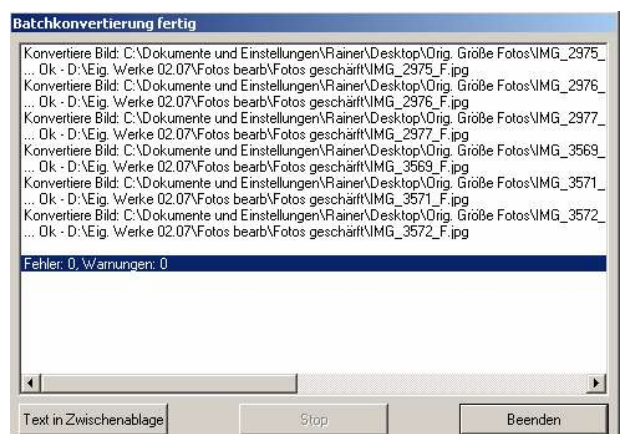 Batchkonvertierung fertig
Konvertiere Bild: C:\Dokumente und Einstellungen\Rainer\Desktop\Orig. Größe Fotos\IMG_2975_
... Ok - D:\Eig. Werke 02.07\Fotos bearb\Fotos geschärft\IMG_2975_F.jpg
Konvertiere Bild: C:\Dokumente und Einstellungen\Rainer\Desktop\Orig. Größe Fotos\IMG_2976_
... Ok - D:\Eig. Werke 02.07\Fotos bearb\Fotos geschärft\IMG_2976_F.jpg
Konvertiere Bild: C:\Dokumente und Einstellungen\Rainer\Desktop\Orig. Größe Fotos\IMG_2977_
... Ok - D:\Eig. Werke 02.07\Fotos bearb\Fotos geschärft\IMG_2977_F.jpg
Konvertiere Bild: C:\Dokumente und Einstellungen\Rainer\Desktop\Orig. Größe Fotos\IMG_3569_
... Ok - D:\Eig. Werke 02.07\Fotos bearb\Fotos geschärft\IMG_3569_F.jpg
Konvertiere Bild: C:\Dokumente und Einstellungen\Rainer\Desktop\Orig. Größe Fotos\IMG_3571_
... Ok - D:\Eig. Werke 02.07\Fotos bearb\Fotos geschärft\IMG_3571_F.jpg
Konvertiere Bild: C:\Dokumente und Einstellungen\Rainer\Desktop\Orig. Größe Fotos\IMG_3572_
... Ok - D:\Eig. Werke 02.07\Fotos bearb\Fotos geschärft\IMG_3572_F.jpg
Fehler: 0, Warnungen: 0
Text in Zwischenablage Stop Beenden